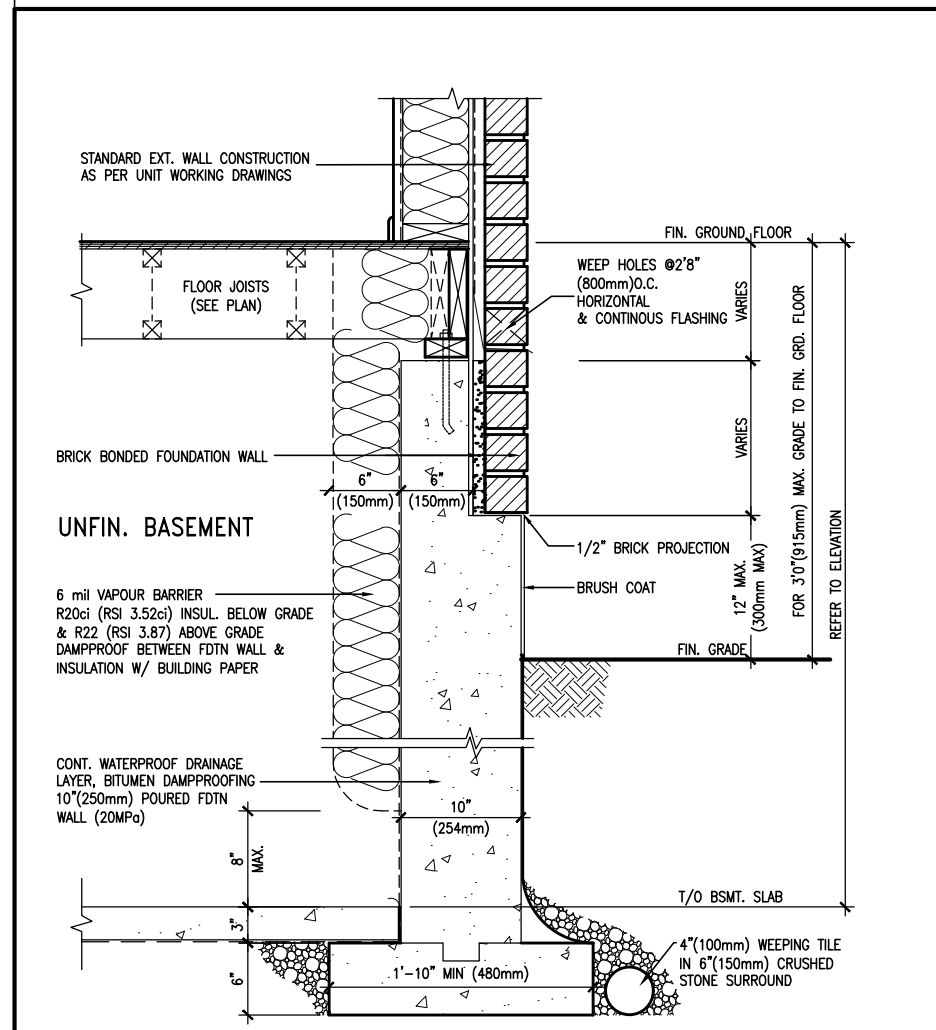 STANDARD EXT. WALL CONSTRUCTION
AS PER UNIT WORKING DRAWINGS
FIN. GROUND FLOOR
WEEP HOLES @2'8"
(800mm)O.C.
HORIZONTAL
& CONTINOUS FLASHING
FLOOR JOISTS
(SEE PLAN)
VARIES
VARIES
FOR 3'0"(915mm) MAX. GRADE TO FIN. GRD. FLOOR
REFER TO ELEVATION
BRICK BONDED FOUNDATION WALL
6"
(150mm)
6"
(150mm)
UNFIN. BASEMENT
1/2" BRICK PROJECTION
BRUSH COAT
12" MAX.
(300mm MAX)
6 mil VAPOUR BARRIER
R20ci (RSI 3.52ci) INSUL. BELOW GRADE
& R22 (RSI 3.87) ABOVE GRADE
DAMPPROOF BETWEEN FDTN WALL &
INSULATION W/ BUILDING PAPER
FIN. GRADE
CONT. WATERPROOF DRAINAGE
LAYER, BITUMEN DAMPPROOFING
10"(250mm) POURED FDTN
WALL (20MPa)
10"
(254mm)
8"
MAX.
T/O BSMT. SLAB
3"
6"
1'-10" MIN (480mm)
4"(100mm) WEEPING TILE
IN 6"(150mm) CRUSHED
STONE SURROUND